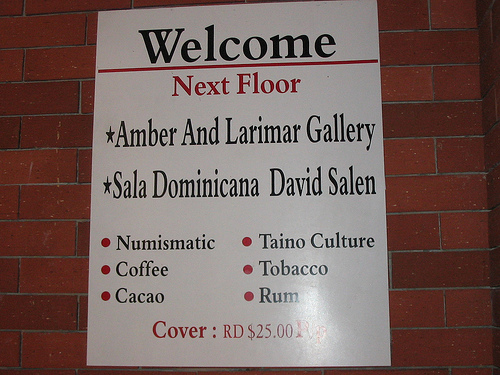 Welcome
Next Floor
★Amber And Larimar Gallery
★Sala Dominicana David Salen
• Numismatic • Taino Culture
• Coffee • Tobacco
• Cacao • Rum
Cover : RD $25.00